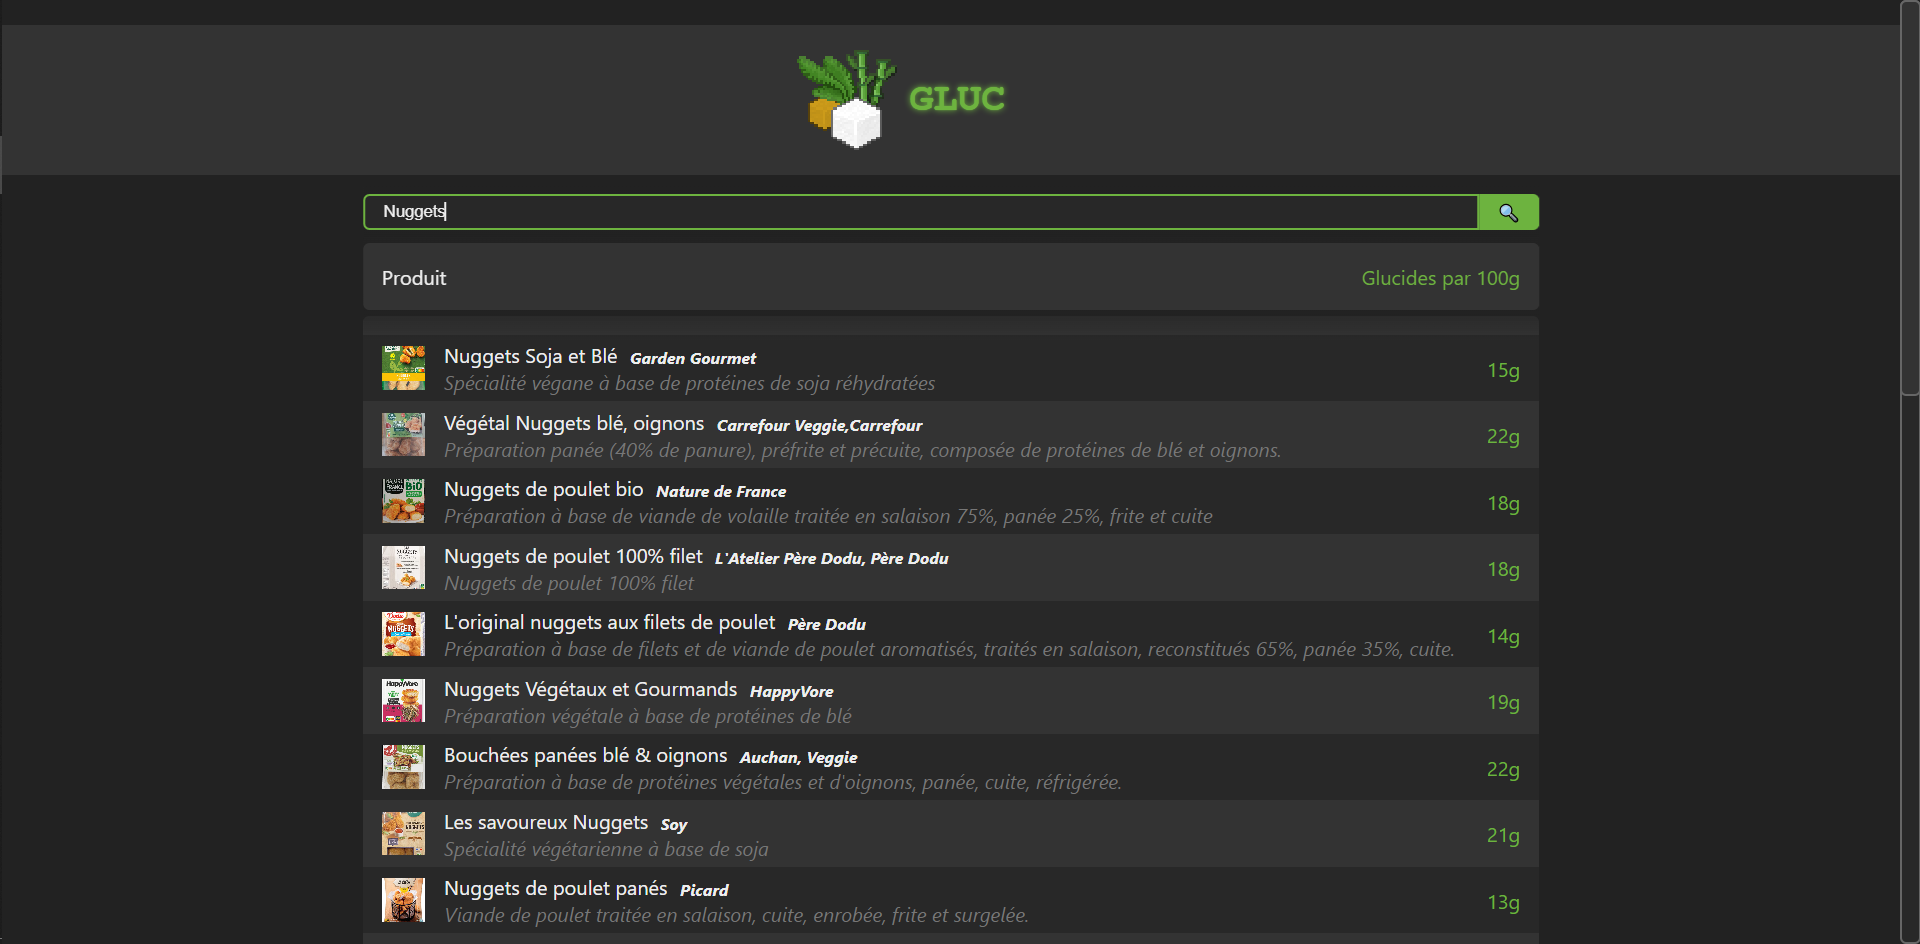 GLUC
Nuggets
Produit Glucides par 100g
Nuggets Soja et Blé Garden Gourmet
Spécialité végane à base de protéines de soja réhydratées
15g
Végétal Nuggets blé, oignons Carrefour Veggie,Carrefour
Préparation panée (40% de panure), préfrite et précuite, composée de protéines de blé et oignons.
22g
Nuggets de poulet bio Nature de France
Préparation à base de viande de volaille traitée en salaison 75%, panée 25%, frite et cuite
18g
Nuggets de poulet 100% filet L'Atelier Père Dodu, Père Dodu
Nuggets de poulet 100% filet
18g
L'original nuggets aux filets de poulet Père Dodu
Préparation à base de filets et de viande de poulet aromatisés, traités en salaison, reconstitués 65%, panée 35%, cuite.
14g
HappyVore
Nuggets Végétaux et Gourmands HappyVore
Préparation végétale à base de protéines de blé
19g
Bouchées panées blé & oignons Auchan, Veggie
Préparation à base de protéines végétales et d'oignons, panée, cuite, réfrigérée.
22g
Les savoureux Nuggets Soy
Spécialité végétarienne à base de soja
21g
Nuggets de poulet panés Picard
Viande de poulet traitée en salaison, cuite, enrobée, frite et surgelée.
13g